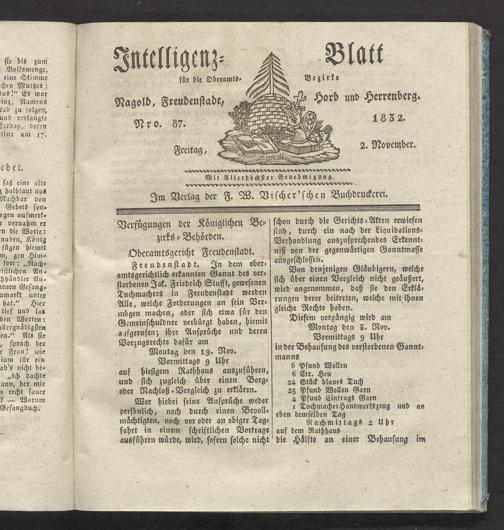 Intelligenz= Blatt
für die Oberamts= Bezirke
Nagold, Freudenstadt, Horb und Herrenberg.
Nro. 87. 1832.
Freitag, 2. November.
Mit Allerhöchster Genehmigung.
Im Verlag der F. W. Vischer'schen Buchdruckerei.
Verfügungen der Königlichen Be=
zirks=Behörden.
Oberamtsgericht Freudenstadt.
Freudenstadt. In dem ober=
amtsgerichtlich erkannten Gannt des ver=
storbenen Jak. Friedrich Stufft, gewesenen
Tuchmachers in Freudenstadt werden
Alle, welche Forderungen an sein Ver=
mögen machen, oder sich etwa für den
Gemeinschuldner verbürgt haben, hiemit
aufgerufen; ihre Ansprüche und deren
Vorzugsrechte dafür am
Montag den 19. Nov.
Vormittags 9 Uhr
auf hiesigem Rathhaus auszuführen,
und sich zugleich über einen Borg=
oder Nachlaß=Vergleich zu erklären.
Wer hiebei seine Ansprüche weder
persönlich, noch durch einen Bevoll=
mächtigten, noch vor oder an obiger Tag=
fahrt in einem schriftlichen Vortrage
ausführen würde, wird, sofern solche nicht
schon durch die Gerichts=Akten erwiesen
sind, durch ein nach der Liquidations=
Verhandlung auszusprechendes Erkennt=
niß von der gegenwärtigen Ganntmasse
ausgeschlossen.
Von denjenigen Gläubigern, welche
sich über einen Vergleich nicht geäußert,
wird angenommen, daß sie den Erklä=
rungen derer beitreten, welche mit ihnen
gleiche Rechte haben.
Diesem vorgängig wird am
Montag den 5. Nov.
Vormittags 9 Uhr
in der Behausung des verstorbenen Gannt=
manns
6 Pfund Wollen
6 Ctr. Heu
24 Stück blaues Tuch
25 Pfund Wollen Garn
4 Pfund Eintrags Garn
1 Tuchmacher=Handwerkszeug und an
eben demselben Tag
Nachmittags 2 Uhr
auf dem Rathhaus
die Hälfte an einer Behausung im